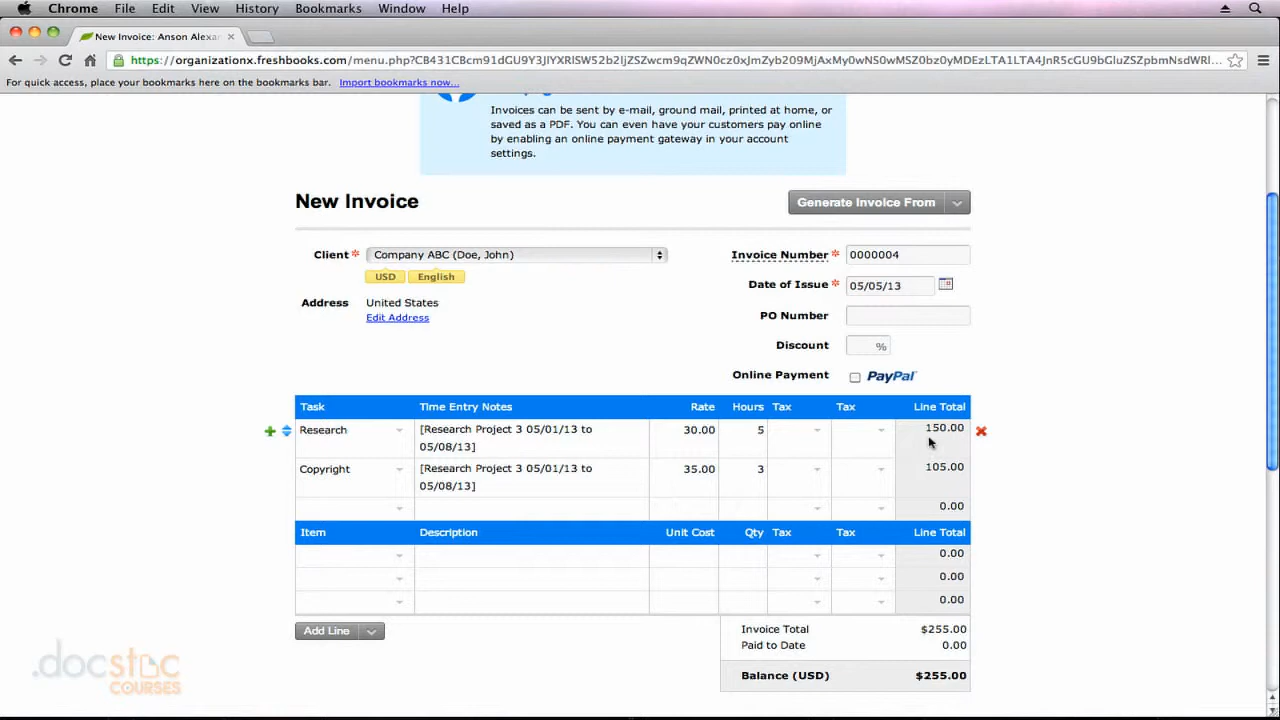 Chrome File Edit View History Bookmarks Window Help
New Invoice: Anson Alexan
For quick access, place your bookmarks here on the bookmarks bar. Import bookmarks now...
Invoices can be sent by e-mail, ground mail, printed at home, or
saved as a PDF. You can even have your customers pay online
by enabling an online payment gateway in your account
settings.
New Invoice
Generate Invoice From
Client * Company ABC (Doe, John)
Invoice Number * 0000004
USD English
Date of Issue * 05/05/13
Address United States
Edit Address
PO Number
Discount %
Online Payment PayPal
Task Time Entry Notes Rate Hours Tax Tax Line Total
Research [Research Project 3 05/01/13 to 30.00 5 150.00
05/08/13]
Copyright [Research Project 3 05/01/13 to 35.00 3 105.00
05/08/13]
0.00
Item Description Unit Cost Qty Tax Tax Line Total
0.00
0.00
0.00
Add Line
Invoice Total $255.00
Paid to Date 0.00
Balance (USD) $255.00
.docstoc
COURSES